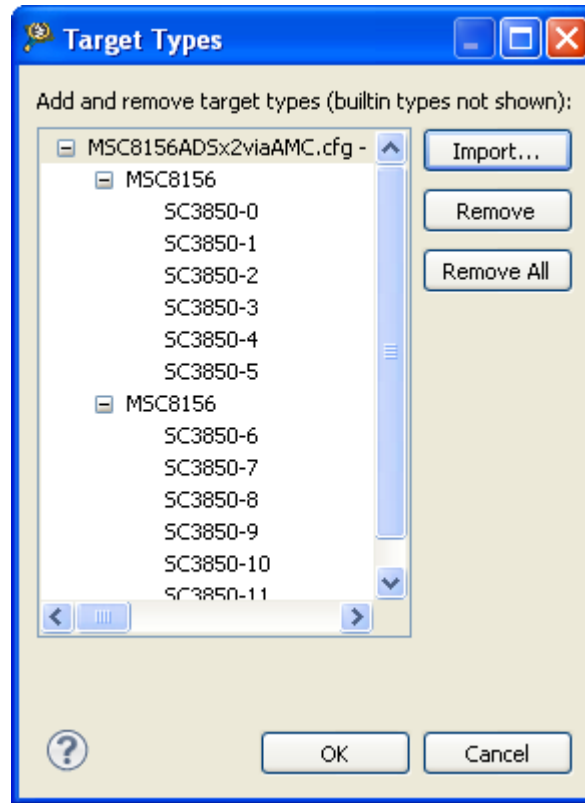 Target Types
Add and remove target types (builtin types not shown):
MSC8156ADSx2viaAMC.cfg -
MSC8156
SC3850-0
SC3850-1
SC3850-2
SC3850-3
SC3850-4
SC3850-5
MSC8156
SC3850-6
SC3850-7
SC3850-8
SC3850-9
SC3850-10
SC3850-11
Import...
Remove
Remove All
?
OK
Cancel